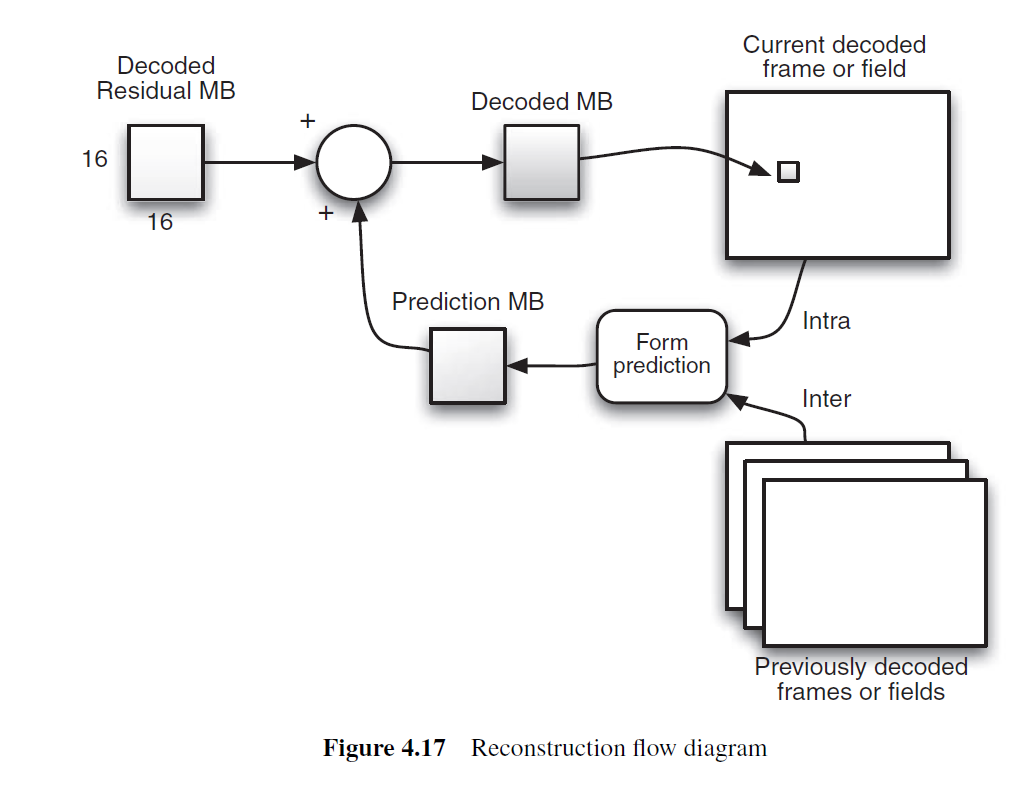 Decoded
Residual MB
16
16
+
+
Decoded MB
Current decoded
frame or field
Prediction MB
Form
prediction
Intra
Inter
Previously decoded
frames or fields
Figure 4.17 Reconstruction flow diagram